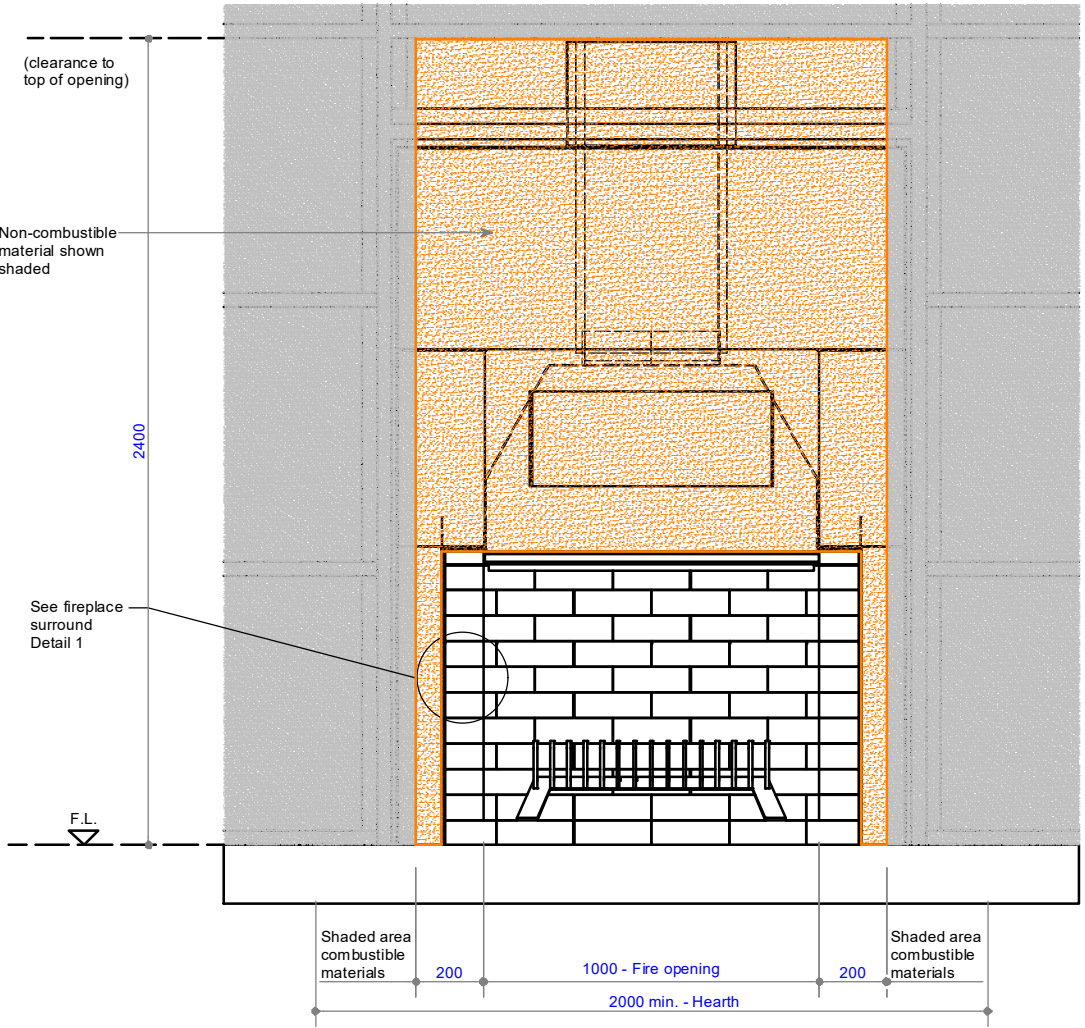 (clearance to
top of opening)
Non-combustible
material shown
shaded
2400
See fireplace
surround
Detail 1
F.L.
Shaded area
combustible
materials
200
1000 - Fire opening
200
Shaded area
combustible
materials
2000 min. - Hearth